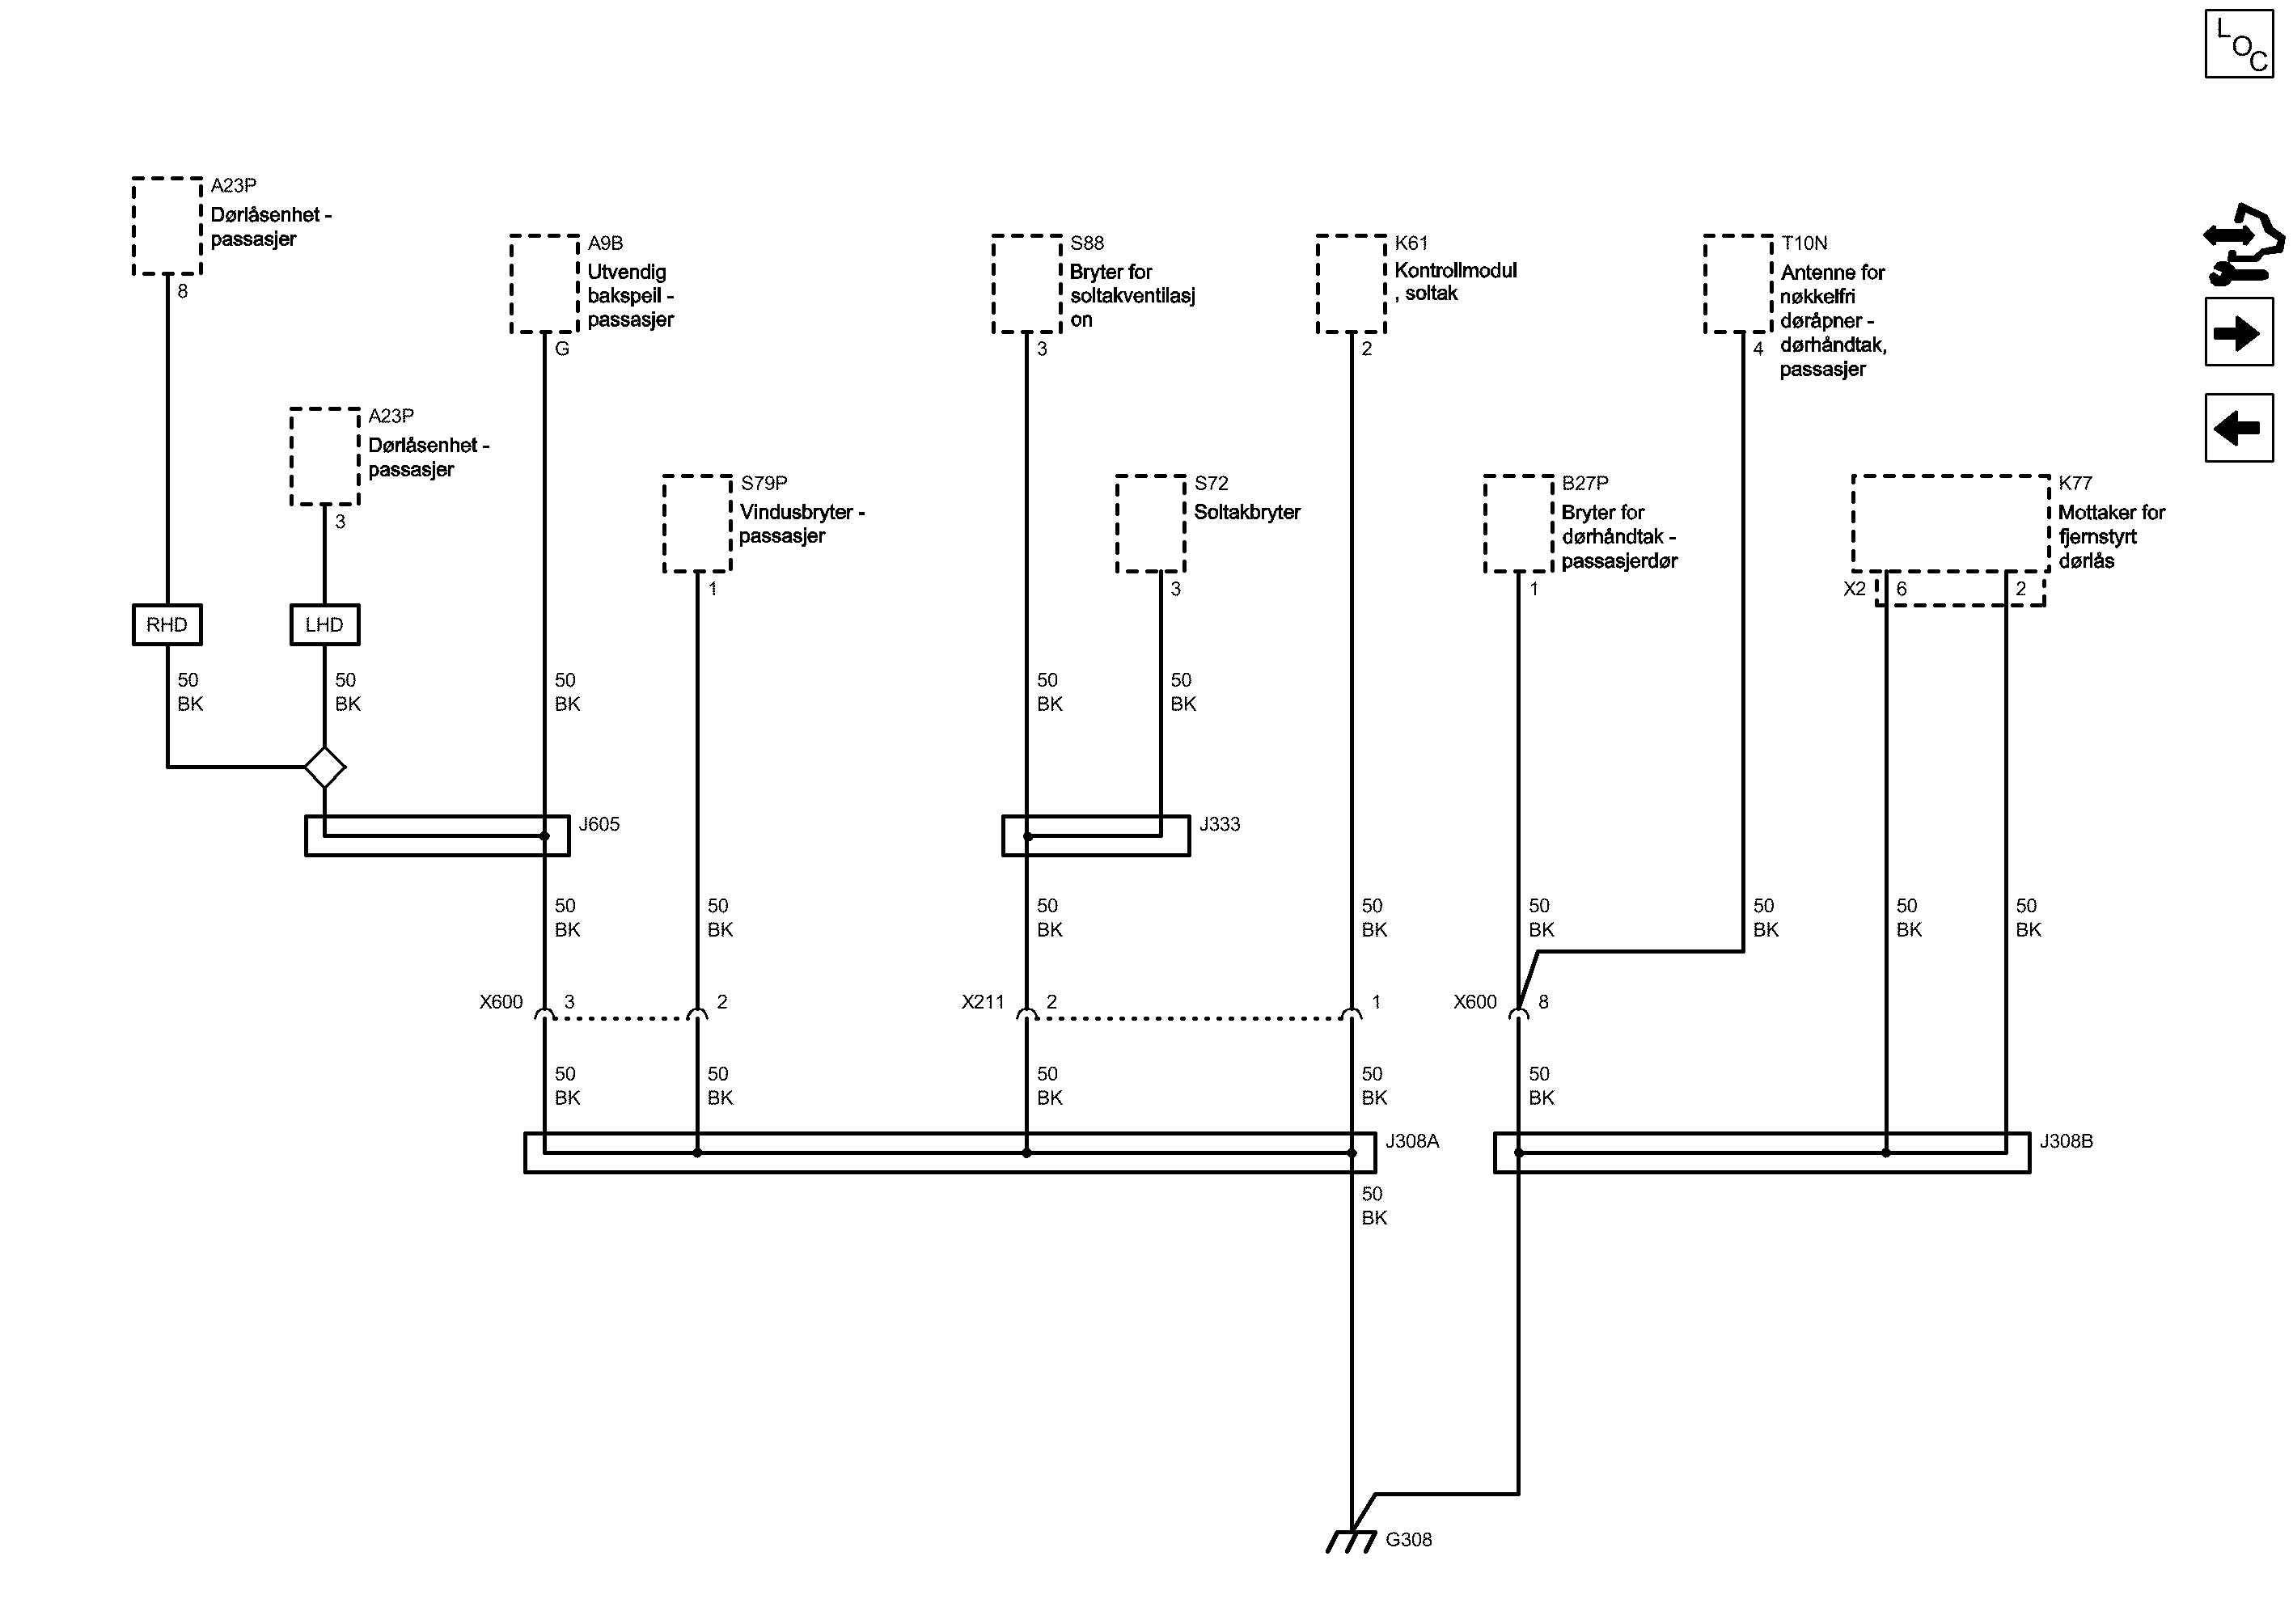 L
O
C
A23P
Dørlåsenhet -
passasjer
8
A9B
Utvendig
bakspeil -
passasjer
G
S88
Bryter for
soltakventilasj
on
3
K61
Kontrollmodul
, soltak
2
T10N
Antenne for
nøkkelfri
døråpner -
dørhåndtak,
passasjer
4
A23P
Dørlåsenhet -
passasjer
3
S79P
Vindusbryter -
passasjer
1
S72
Soltakbryter
3
B27P
Bryter for
dørhåndtak -
passasjerdør
1
K77
Mottaker for
fjernstyrt
dørlås
X2 6 2
RHD LHD
50 50 50 50 50
BK BK BK BK BK
J605 J333
50 50 50 50 50 50 50 50
BK BK BK BK BK BK BK BK
X600 3 2 X211 2 1 X600 8
50 50 50 50 50
BK BK BK BK BK
J308A J308B
50
BK
G308